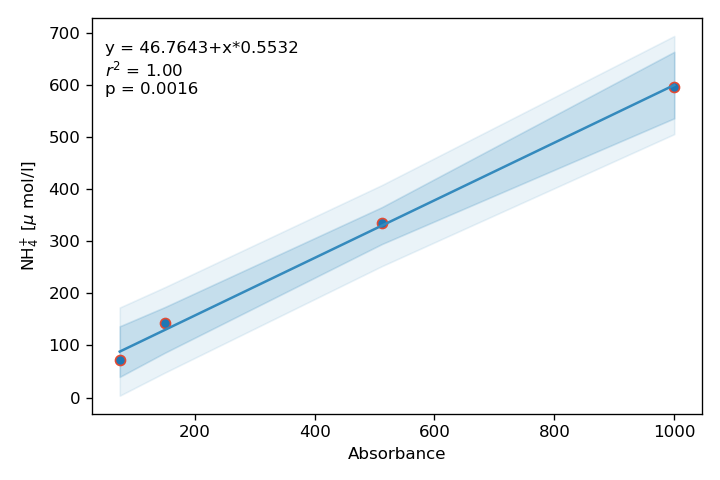 y = 46.7643+x*0.5532
r² = 1.00
p = 0.0016
700
600
500
400
300
200
100
0
NH₄⁺ [μ mol/l]
200 400 600 800 1000
Absorbance